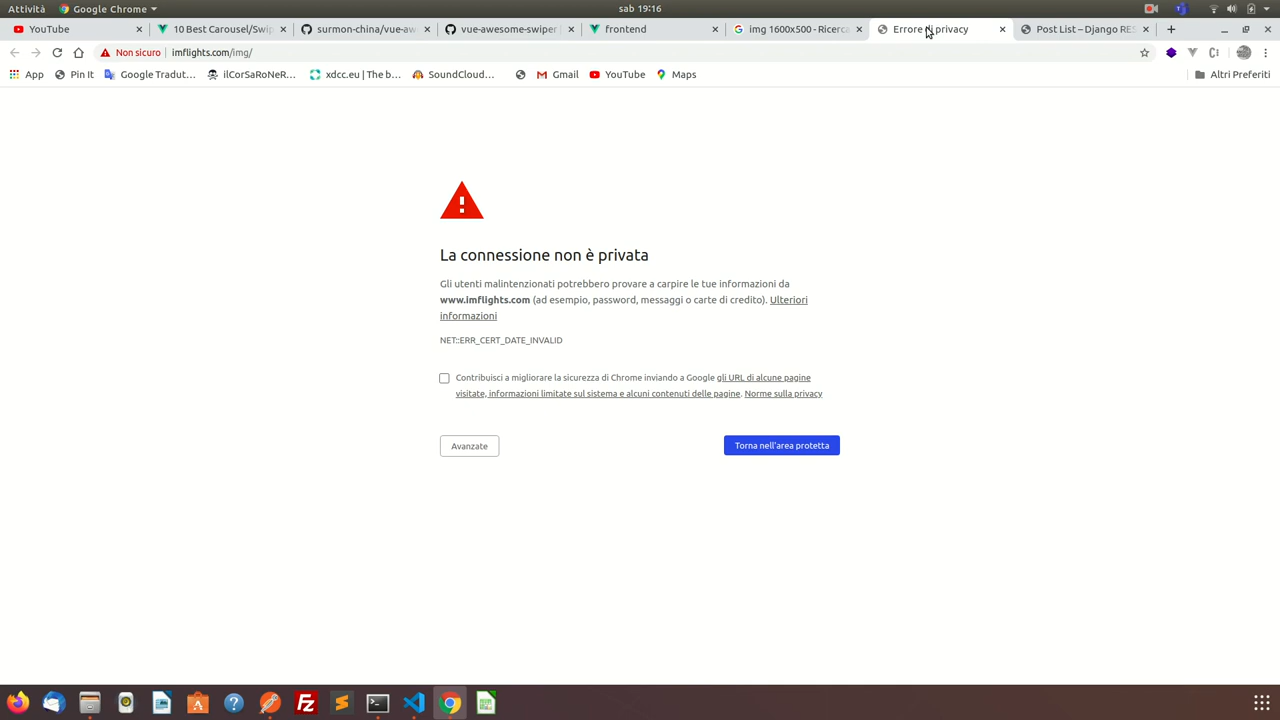 Attività
Google Chrome
sab 19:16
YouTube
10 Best Carousel/Swip
surmon-china/vue-aw
vue-awesome-swiper
frontend
img 1600x500 - Ricerca
Errore di privacy
Post List – Django RES
Non sicuro
imflights.com/img/
App
Pin It
Google Tradut...
ilCorSaRoNeR...
xdcc.eu | The b...
SoundCloud...
Gmail
YouTube
Maps
Altri Preferiti
La connessione non è privata
Gli utenti malintenzionati potrebbero provare a carpire le tue informazioni da
www.imflights.com (ad esempio, password, messaggi o carte di credito). Ulteriori
informazioni
NET::ERR_CERT_DATE_INVALID
Contribuisci a migliorare la sicurezza di Chrome inviando a Google gli URL di alcune pagine
visitate, informazioni limitate sul sistema e alcuni contenuti delle pagine. Norme sulla privacy
Avanzate
Torna nell'area protetta